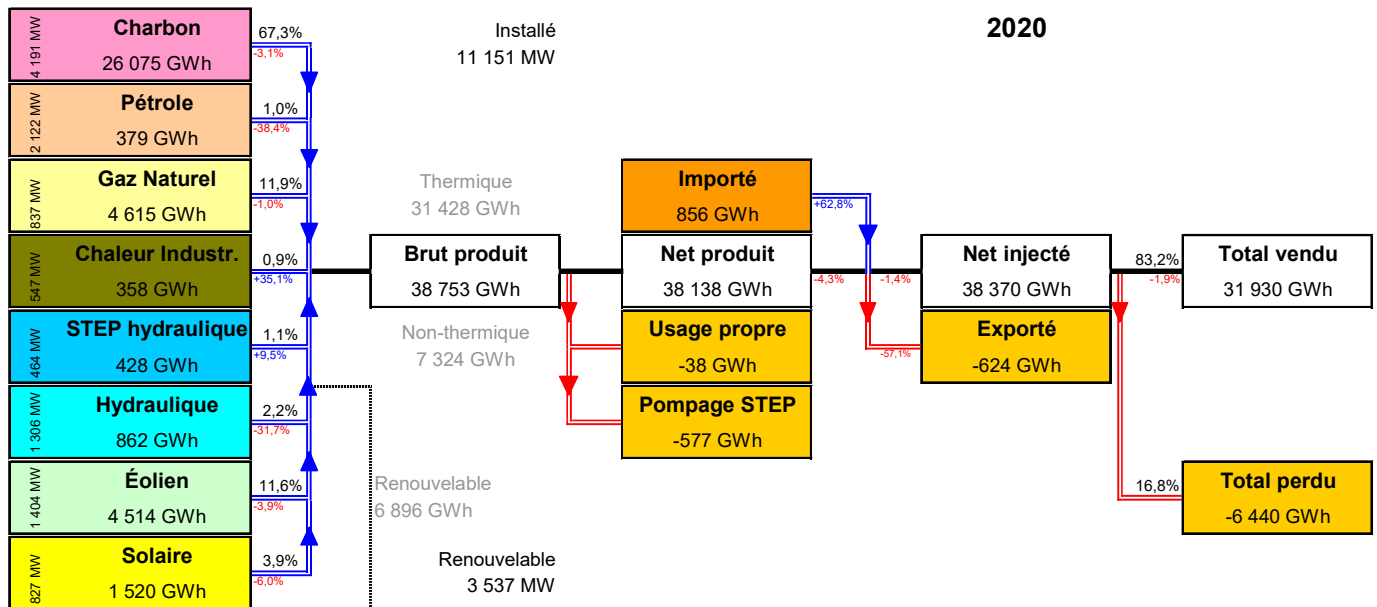 4 191 MW
Charbon
26 075 GWh
67,3%
-3,1%
2 122 MW
Pétrole
379 GWh
1,0%
-38,4%
837 MW
Gaz Naturel
4 615 GWh
11,9%
-1,0%
547 MW
Chaleur Industr.
358 GWh
0,9%
+35,1%
464 MW
STEP hydraulique
428 GWh
1,1%
+9,5%
1 306 MW
Hydraulique
862 GWh
2,2%
-31,7%
1 404 MW
Éolien
4 514 GWh
11,6%
-3,9%
827 MW
Solaire
1 520 GWh
3,9%
-6,0%
Installé
11 151 MW
2020
Thermique
31 428 GWh
Brut produit
38 753 GWh
Non-thermique
7 324 GWh
Renouvelable
6 896 GWh
Renouvelable
3 537 MW
Importé
856 GWh
+62,8%
Net produit
38 138 GWh
-4,3%
-1,4%
Usage propre
-38 GWh
Pompage STEP
-577 GWh
Net injecté
38 370 GWh
Exporté
-624 GWh
-57,1%
83,2%
-1,9%
Total vendu
31 930 GWh
16,8%
Total perdu
-6 440 GWh